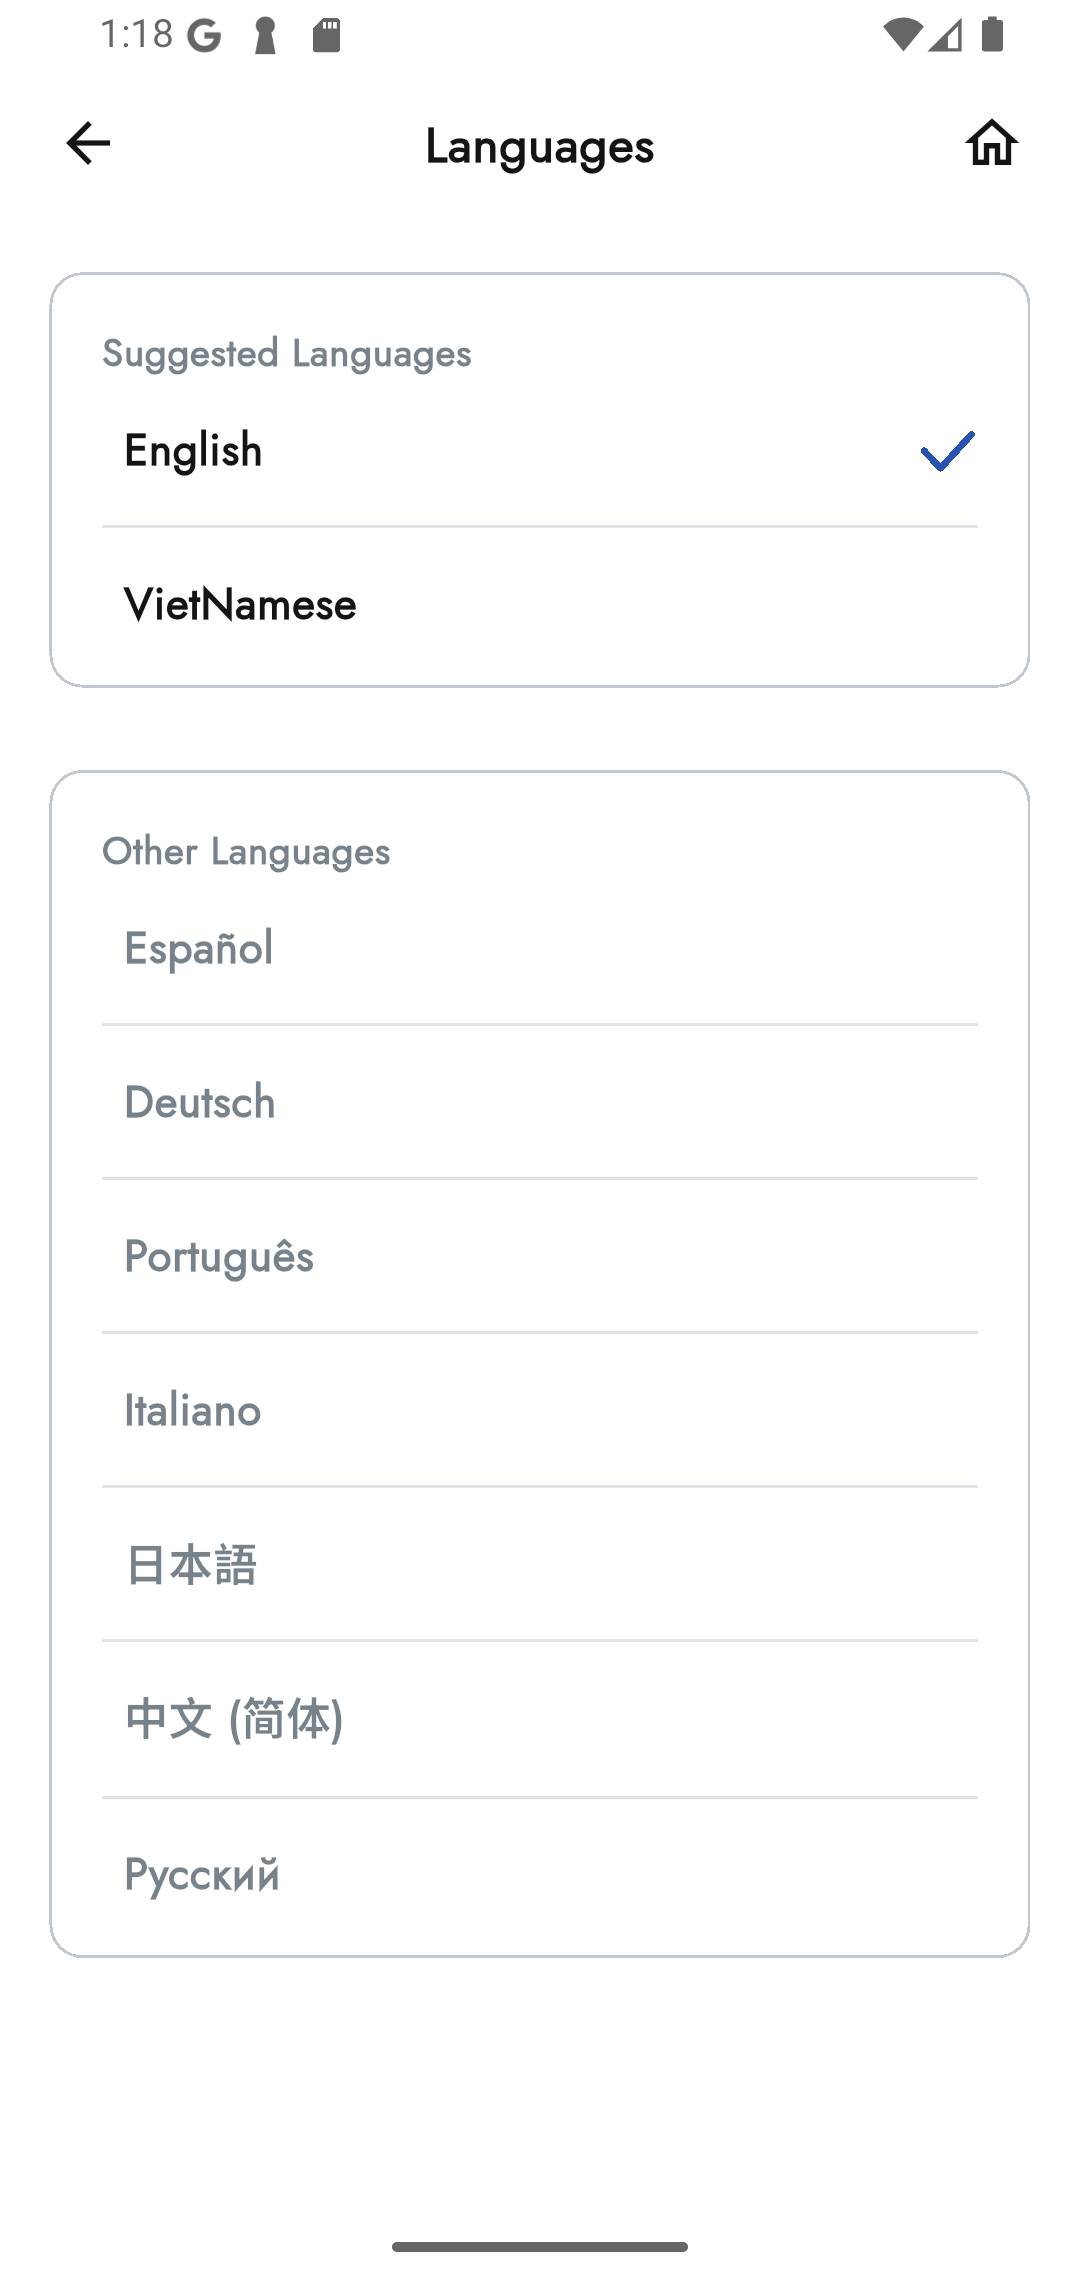 1:18
Languages
Suggested Languages
English
VietNamese
Other Languages
Español
Deutsch
Português
Italiano
日本語
中文 (简体)
Русский